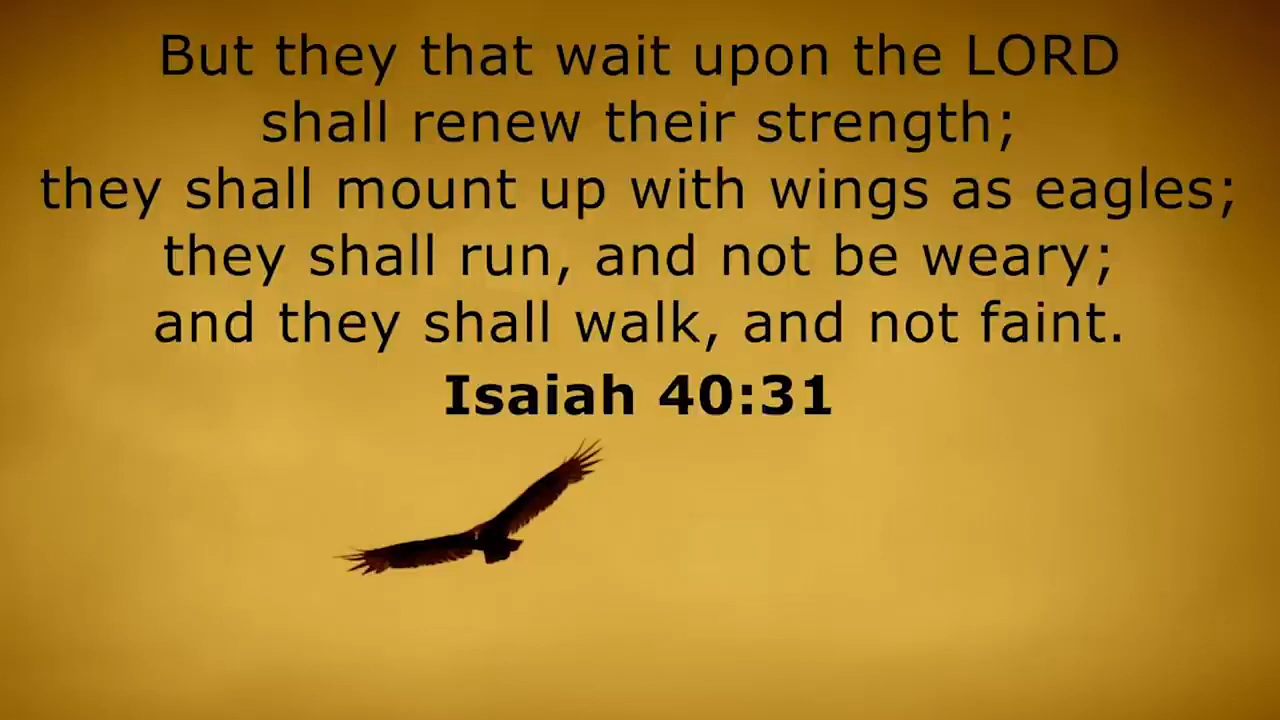 But they that wait upon the LORD
shall renew their strength;
they shall mount up with wings as eagles;
they shall run, and not be weary;
and they shall walk, and not faint.
Isaiah 40:31